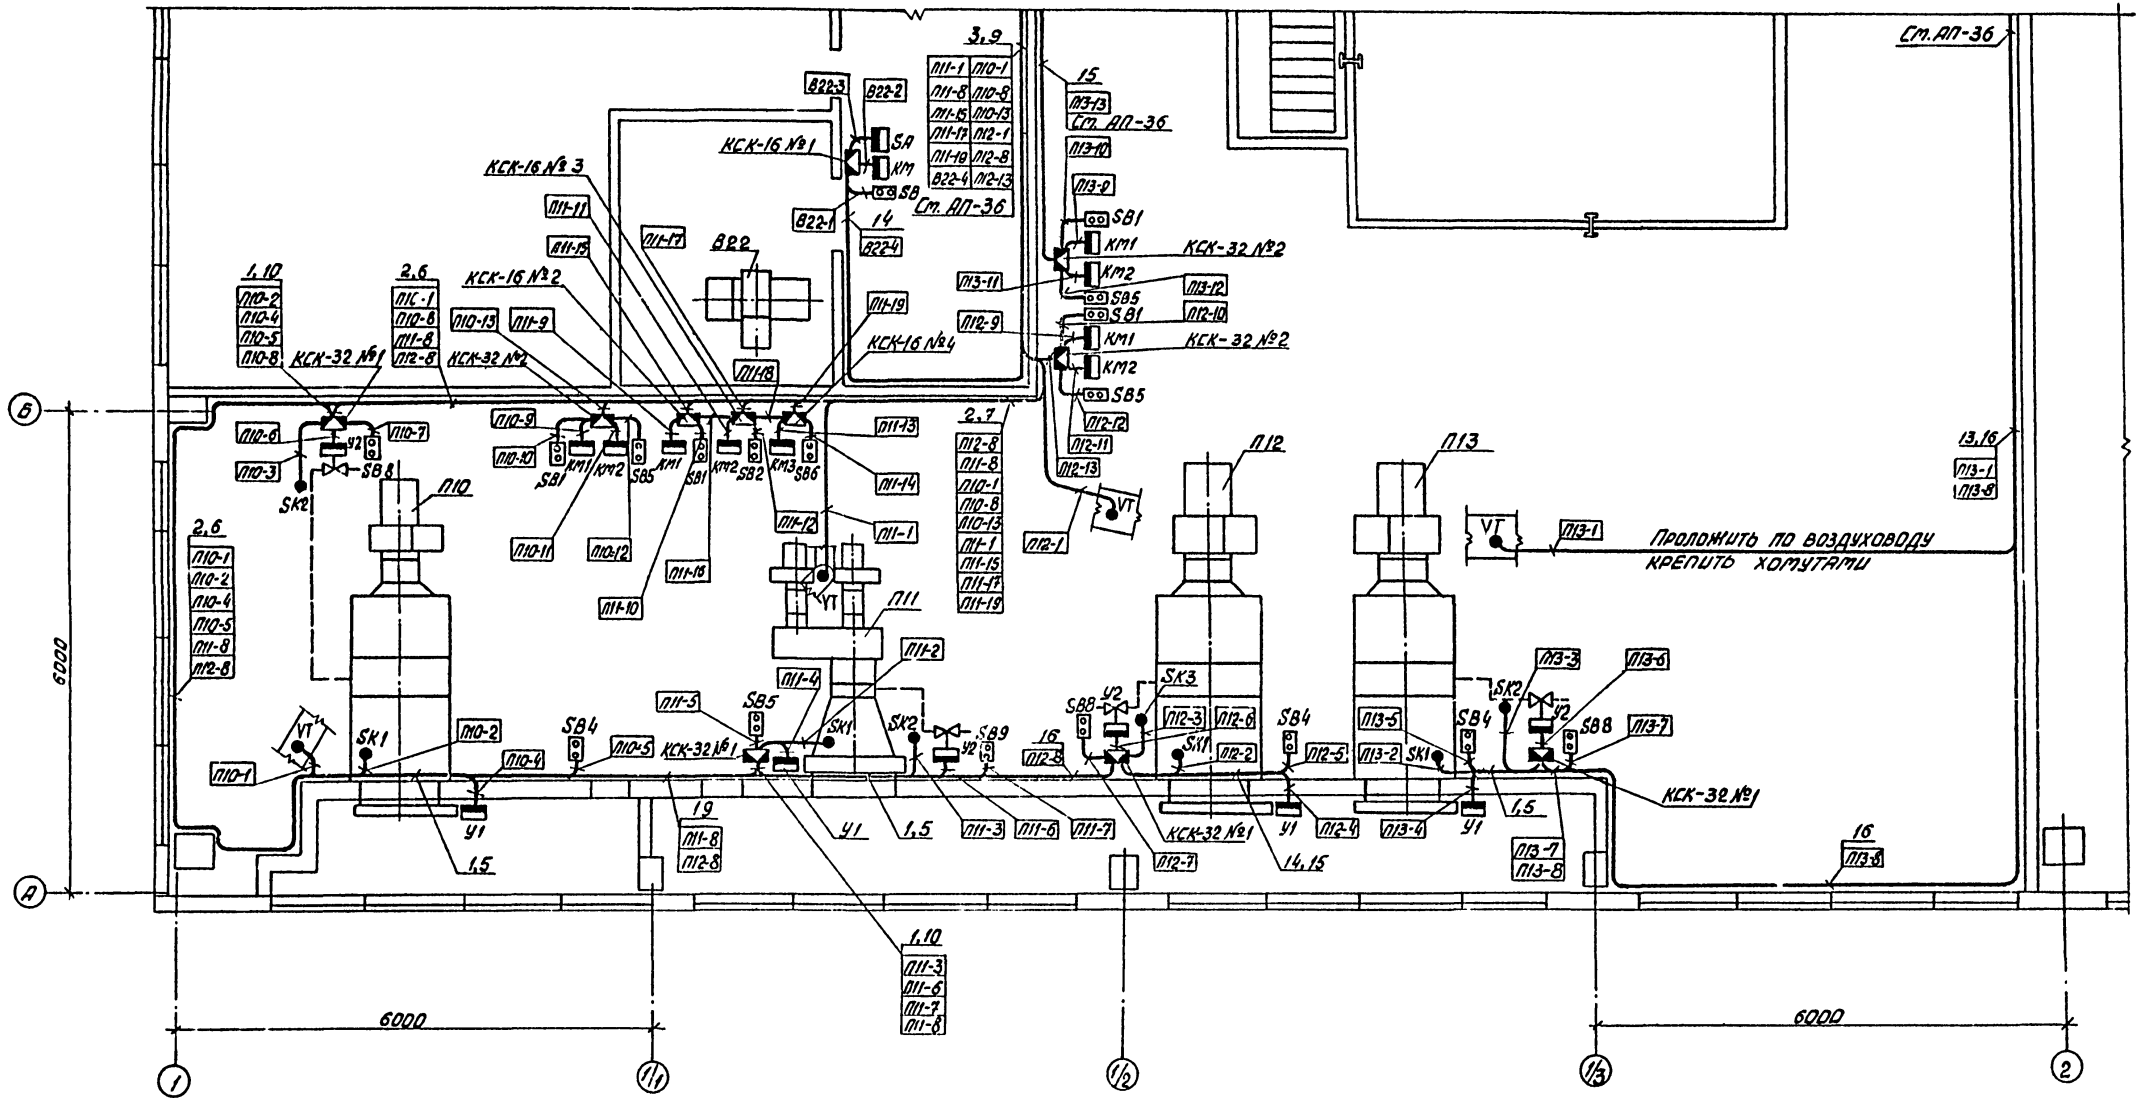 3,9
П11-1 П10-1
П11-8 П10-8
П11-15 П10-13
П11-17 П12-1
П11-19 П12-8
В22-4 П12-13
См. АП-36
15
П13-13
См. АП-36
См. АП-36
В22-3
В22-2
SA
КСК-16 №1
КМ
SB
В22-1
14
В22-4
КСК-16 №3
П11-11
П11-15
П11-17
В22
КСК-16 №2
П11-19
КСК-16 №4
П11-18
П13-10
П13-9
SB1
КМ1
КСК-32 №2
КМ2
П13-11
П13-12
SB5
SB1
П12-10
П12-9
КМ1
КСК-32 №2
КМ2
SB5
П12-12
П12-11
П12-13
1,10
П10-2
П10-4
П10-5
П10-8
КСК-32 №1
2,6
П10-8
П11-8
П12-8
П10-13
П11-9
КСК-32 №2
Б
П10-6
У2
П10-7
П10-3
SB8
SK2
П10
П10-9
П10-10
SB1
КМ1
КМ2
SB5
КМ1
SB1
КМ2
SB2
КМ3
SB6
П11-13
П11-14
П10-11
П10-12
П11-10
П11-16
П11-12
П11-1
2,7
П12-8
П11-8
П10-1
П10-8
П10-13
П11-1
П11-15
П11-17
П11-19
VT
П12-1
П12
П13
VT
П13-1
Проложить по воздуховоду
крепить хомутами
13,16
П13-1
П13-8
2,6
П10-1
П10-2
П10-4
П10-5
П11-8
П12-8
6000
VT
П11
П11-2
П11-4
П11-5
SB5
SK1
SK2
У2
SB9
КСК-32 №1
VT
SK1
П10-2
П10-1
SB4
П10-5
П10-4
У1
1,5
19
П11-8
П12-8
У1
1,5
П11-3
П11-6
П11-7
16
П12-8
SB8
У2
SK3
П12-3
П12-6
SK1
П12-2
SB4
П12-5
П12-7
КСК-32 №1
14,15
У1
П12-4
П13-5
П13-2
SK1
SB4
SK2
П13-3
У2
П13-6
SB8
П13-7
П13-4
У1
1,5
П13-7
П13-8
КСК-32 №1
16
П13-8
А
1,10
П11-3
П11-6
П11-7
П11-8
6000
6000
1
1/1
1/2
1/3
2